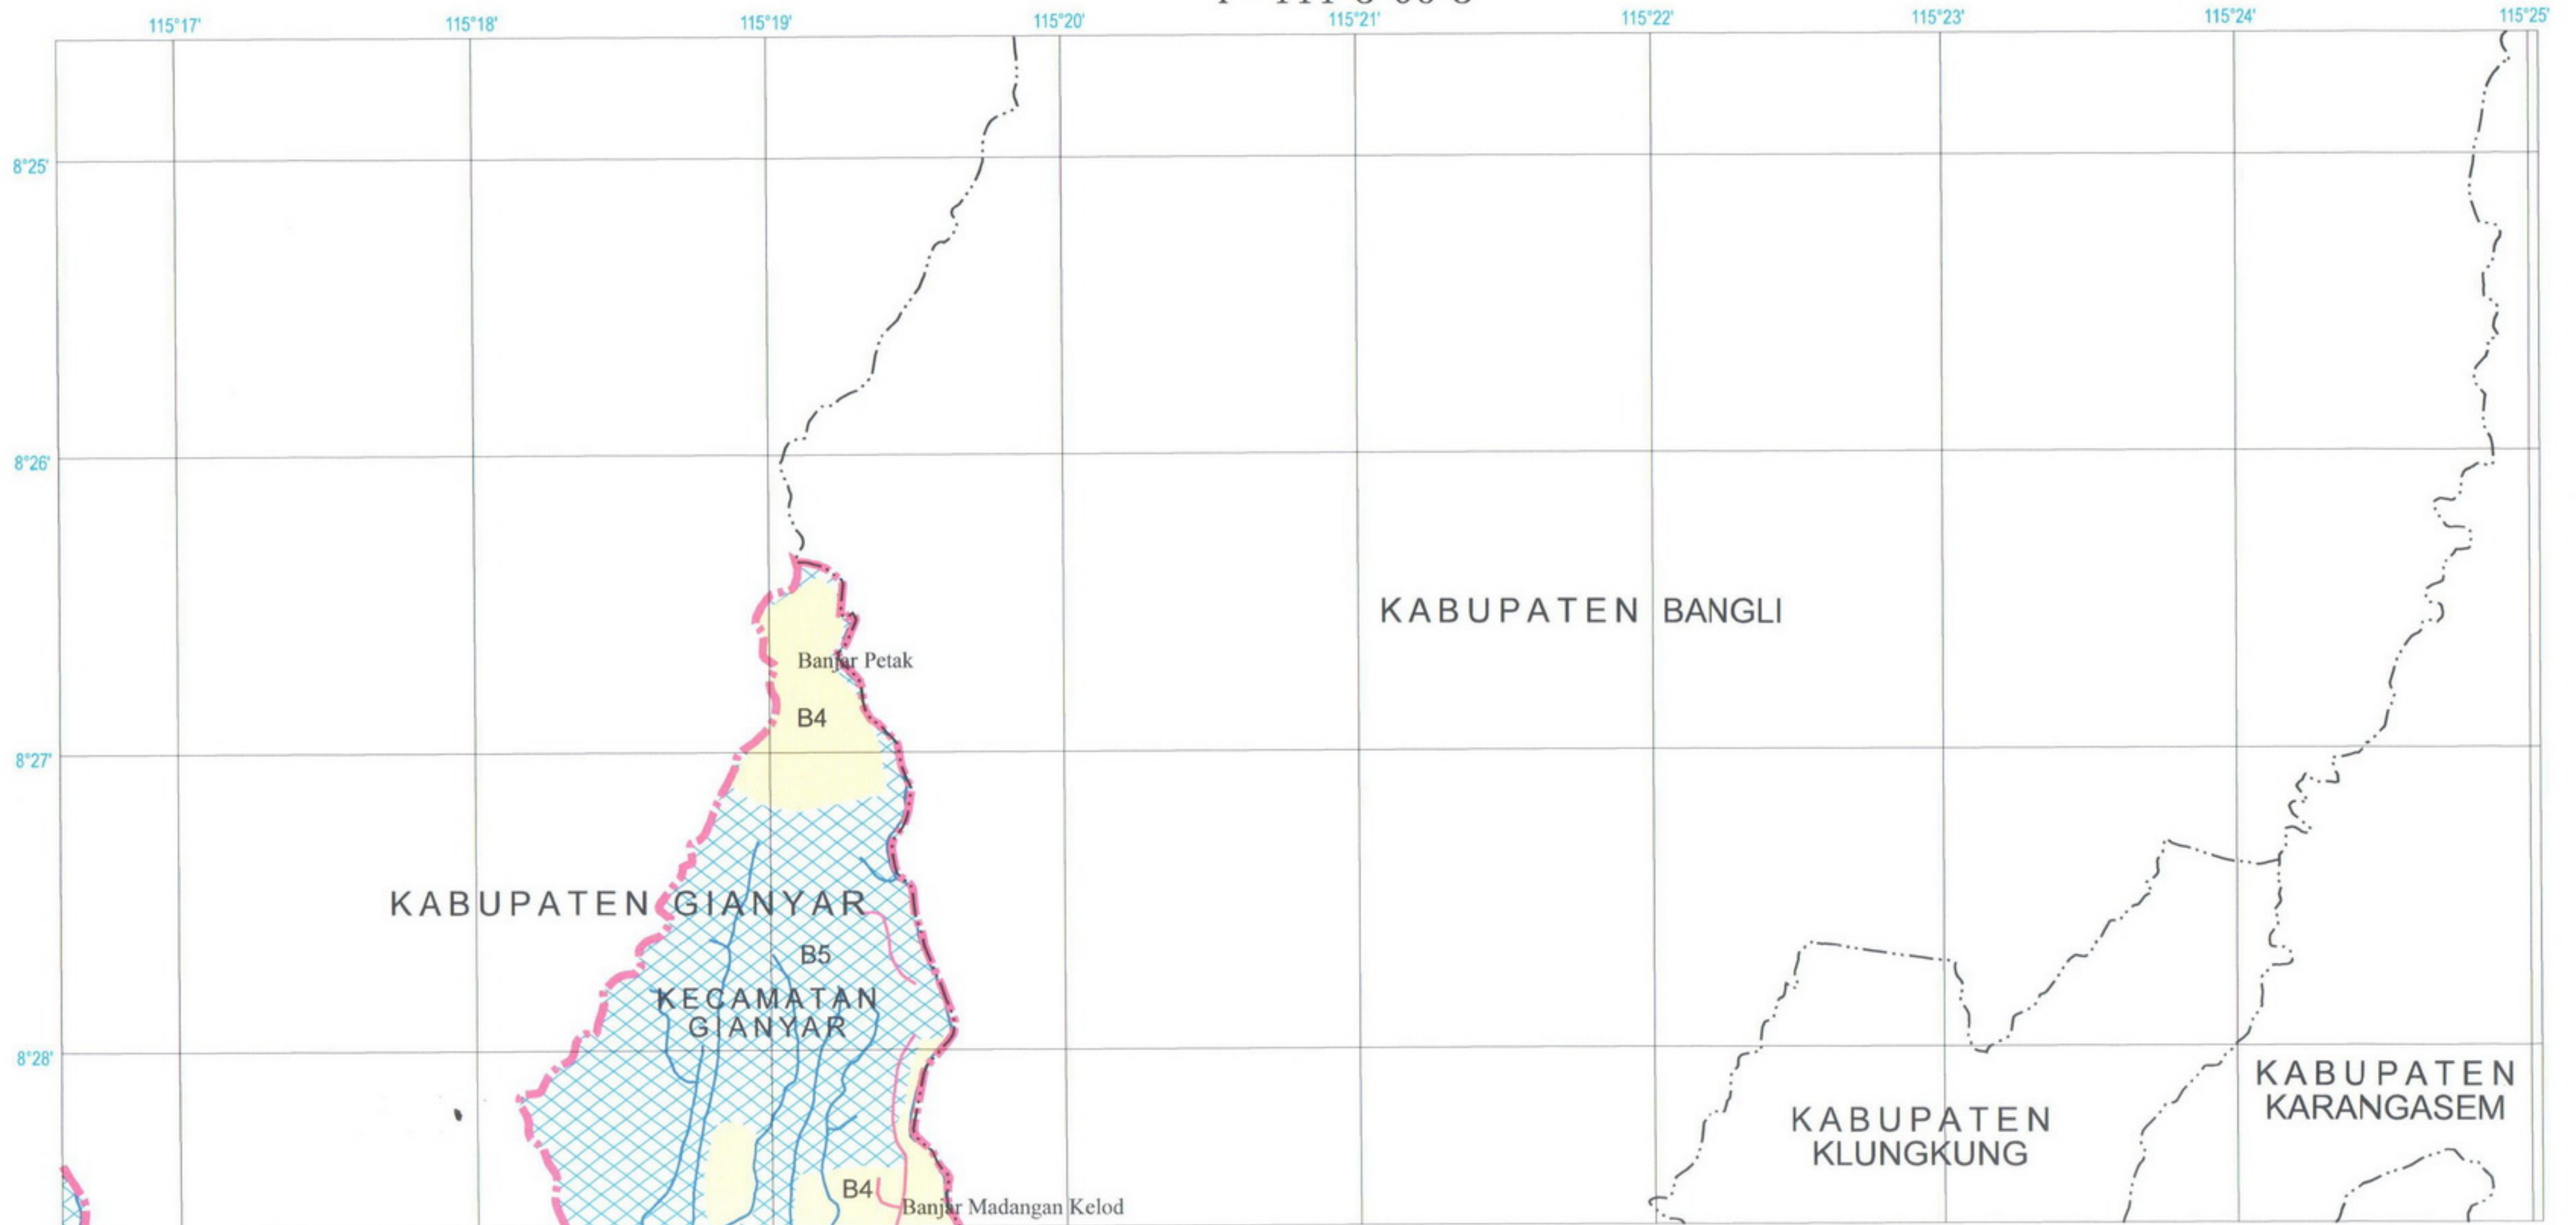 115°17' 115°18' 115°19' 115°20' 115°21' 115°22' 115°23' 115°24' 115°25'
8°25'
8°26'
KABUPATEN BANGLI
Banjar Petak
B4
8°27'
KABUPATEN GIANYAR
B5
KECAMATAN
GIANYAR
8°28'
KABUPATEN
KARANGASEM
KABUPATEN
KLUNGKUNG
B4
Banjar Madangan Kelod